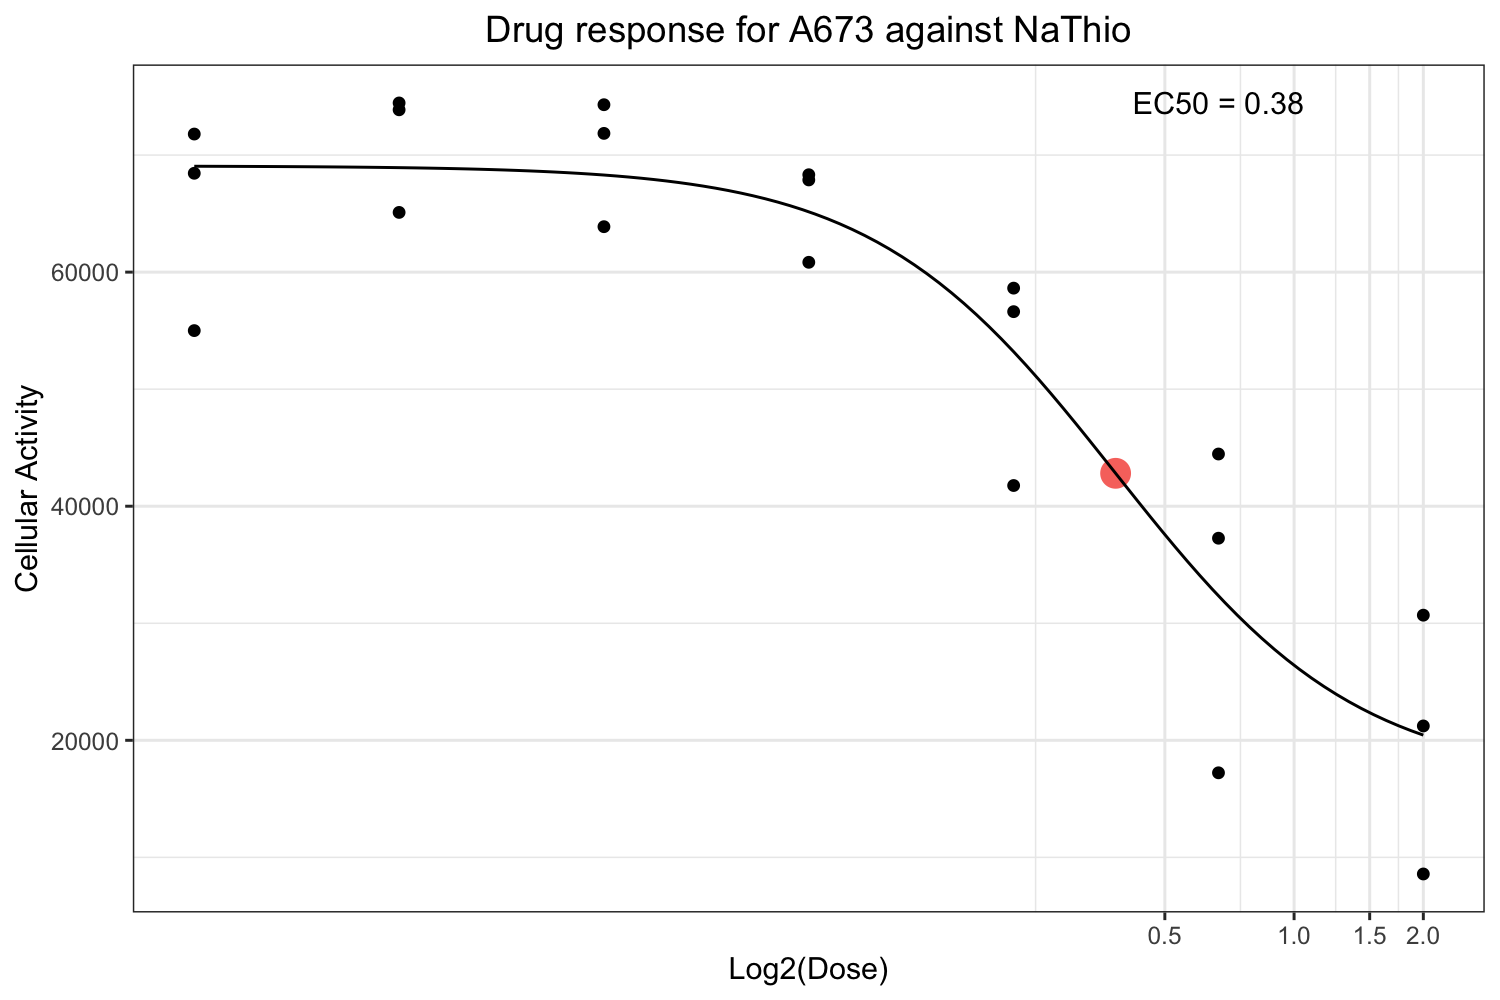 Drug response for A673 against NaThio
EC50 = 0.38
60000
40000
20000
Cellular Activity
0.5 1.0 1.5 2.0
Log2(Dose)